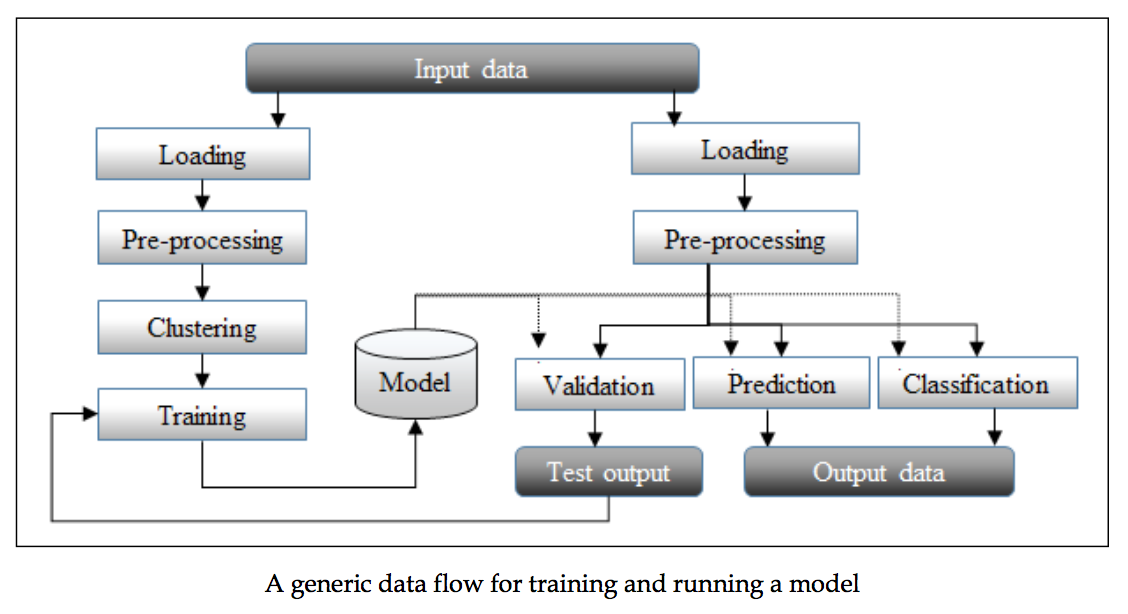 Input data
Loading
Loading
Pre-processing
Pre-processing
Clustering
Model
Validation
Prediction
Classification
Training
Test output
Output data
A generic data flow for training and running a model